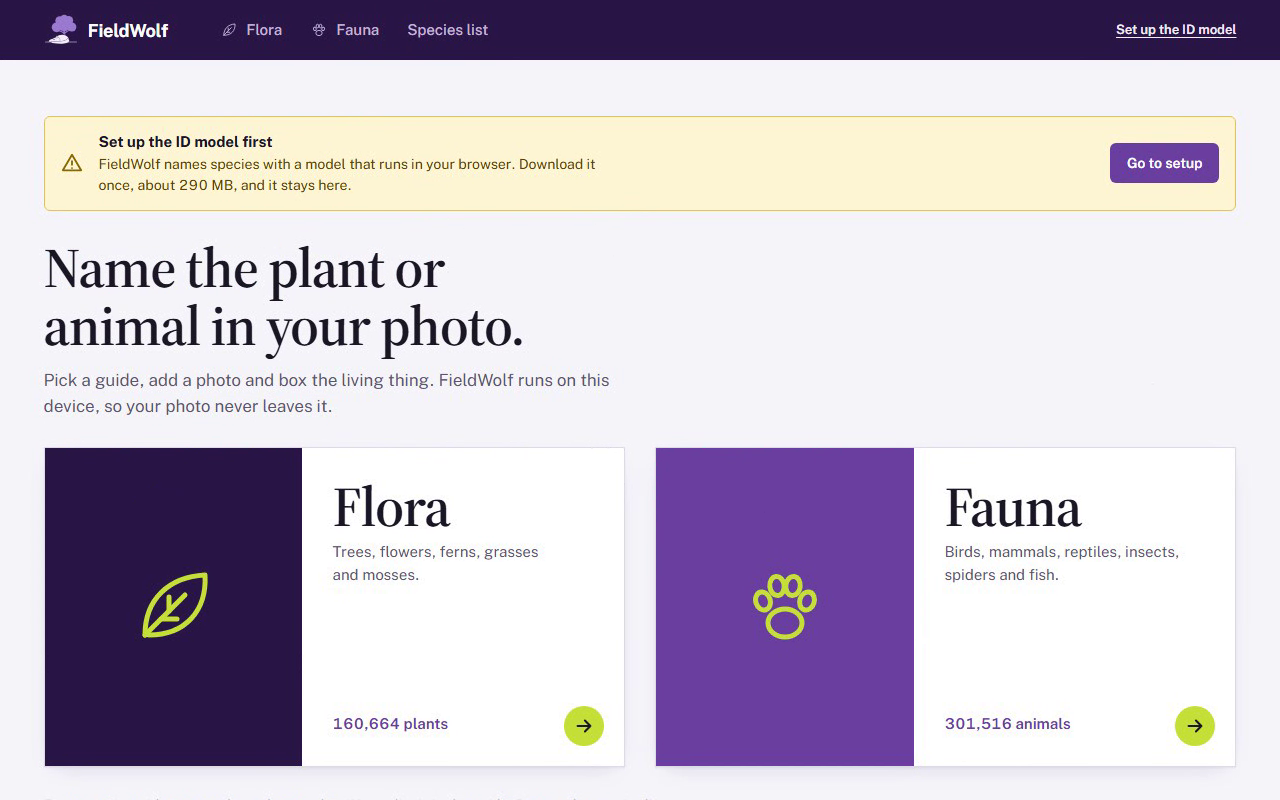 FieldWolf
Flora
Fauna
Species list
Set up the ID model
Set up the ID model first
FieldWolf names species with a model that runs in your browser. Download it
once, about 290 MB, and it stays here.
Go to setup
Name the plant or
animal in your photo.
Pick a guide, add a photo and box the living thing. FieldWolf runs on this
device, so your photo never leaves it.
Flora
Trees, flowers, ferns, grasses
and mosses.
160,664 plants
Fauna
Birds, mammals, reptiles, insects,
spiders and fish.
301,516 animals